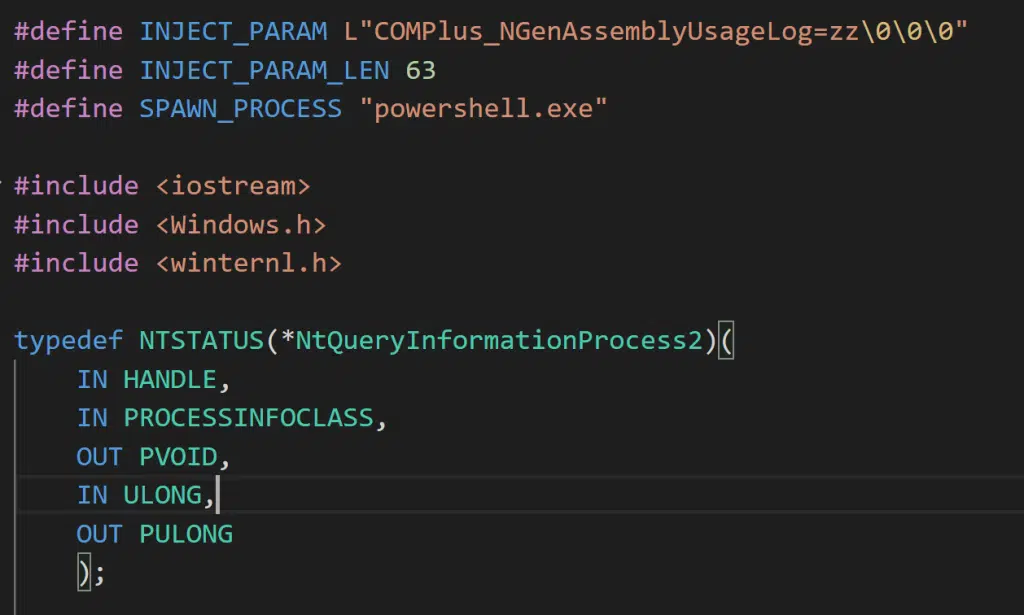 #define INJECT_PARAM L"COMPlus_NGenAssemblyUsageLog=zz\0\0\0"
#define INJECT_PARAM_LEN 63
#define SPAWN_PROCESS "powershell.exe"
#include <iostream>
#include <Windows.h>
#include <winternl.h>
typedef NTSTATUS(*NtQueryInformationProcess2)(
IN HANDLE,
IN PROCESSINFOCLASS,
OUT PVOID,
IN ULONG,
OUT PULONG
);